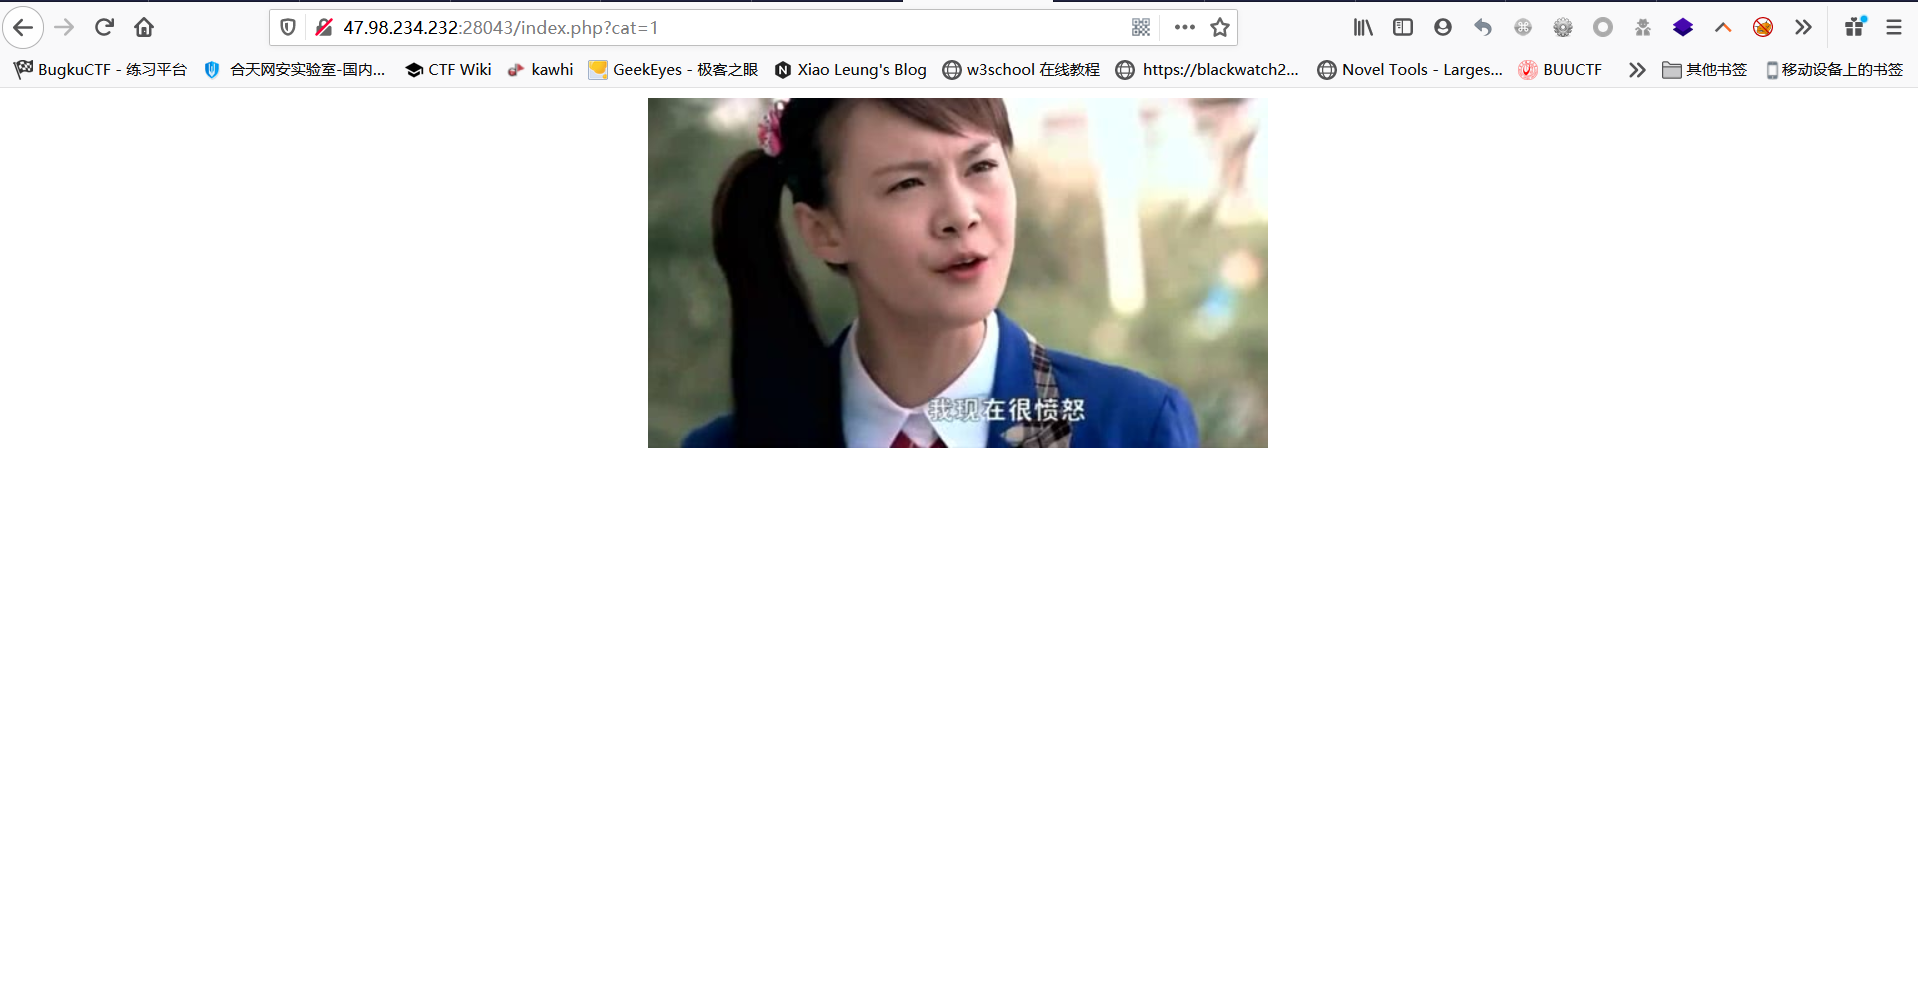 47.98.234.232:28043/index.php?cat=1
BugkuCTF - 练习平台 合天网安实验室-国内... CTF Wiki kawhi GeekEyes - 极客之眼 Xiao Leung's Blog w3school 在线教程 https://blackwatch2... Novel Tools - Larges... BUUCTF 其他书签 移动设备上的书签
我现在很愤怒